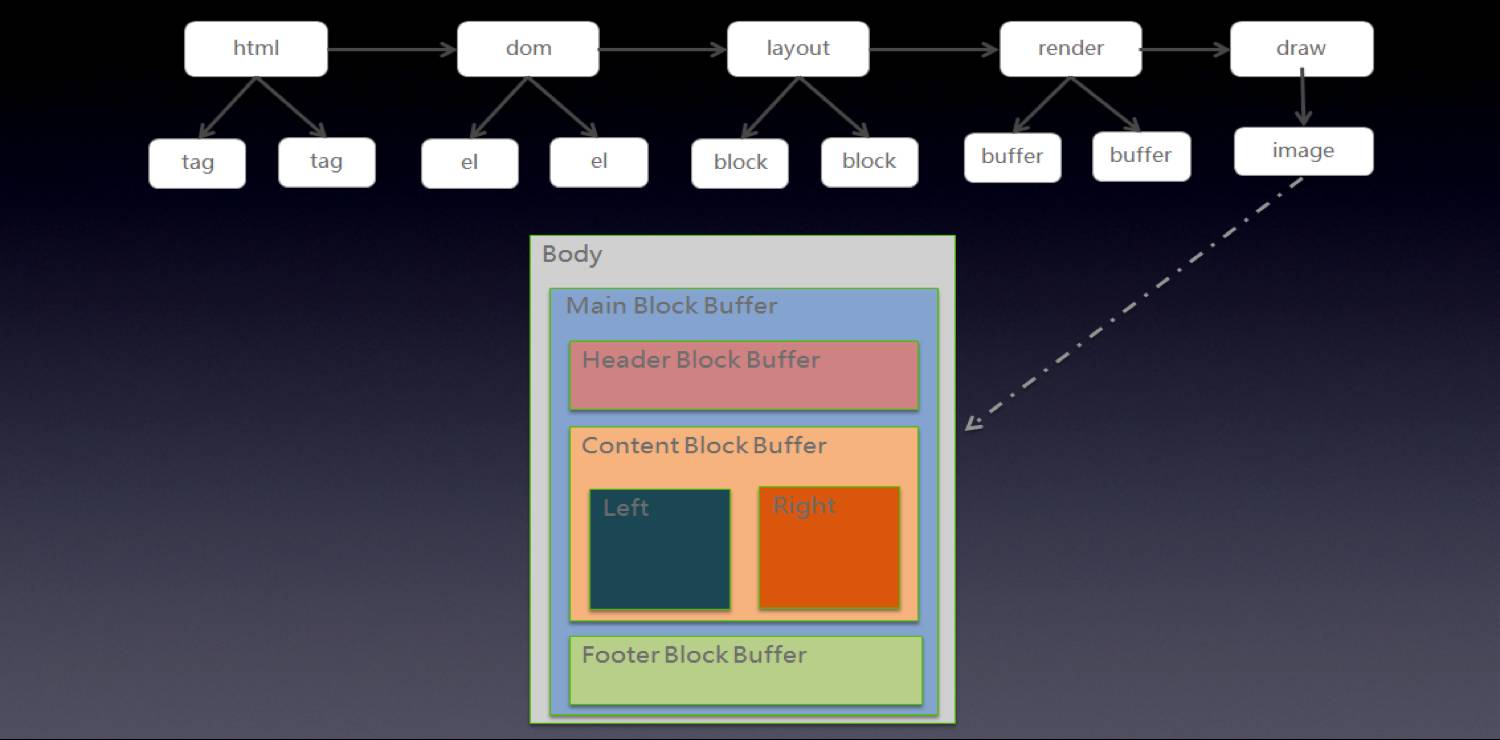 html
dom
layout
render
draw
tag
tag
el
el
block
block
buffer
buffer
image
Body
Main Block Buffer
Header Block Buffer
Content Block Buffer
Left
Right
Footer Block Buffer